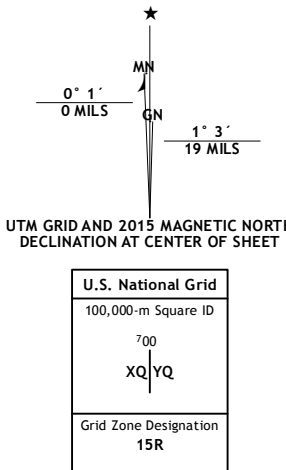 ★
MN
0° 1´
0 MILS
GN
1° 3´
19 MILS
UTM GRID AND 2015 MAGNETIC NORTH
DECLINATION AT CENTER OF SHEET
U.S. National Grid
100,000-m Square ID
⁷00
XQ YQ
Grid Zone Designation
15R